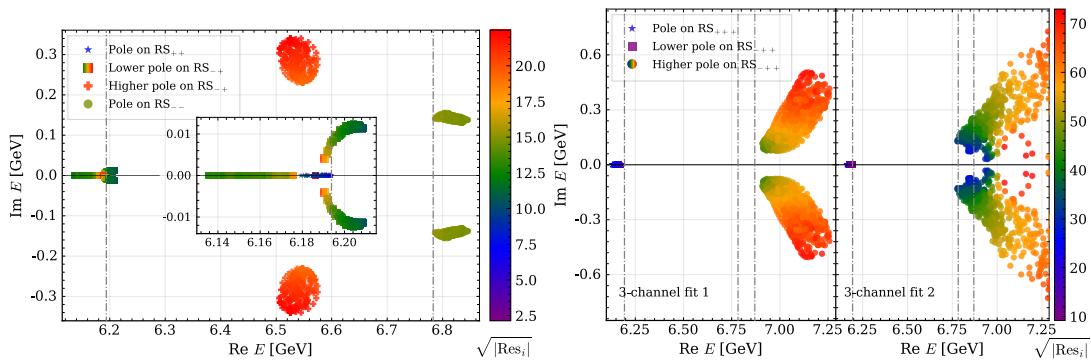 Pole on RS₊₊
Lower pole on RS₋₊
Higher pole on RS₋₊
Pole on RS₋₋
Im E [GeV]
0.3
0.2
0.1
0.0
-0.1
-0.2
-0.3
0.01
0.00
-0.01
6.14 6.16 6.18 6.20
6.2 6.3 6.4 6.5 6.6 6.7 6.8
Re E [GeV]
20.0
17.5
15.0
12.5
10.0
7.5
5.0
2.5
√|Resᵢ|
Pole on RS₊₊₊
Lower pole on RS₋₊₊
Higher pole on RS₋₊₊
Im E [GeV]
0.6
0.3
0.0
-0.3
-0.6
3-channel fit 1
3-channel fit 2
6.25 6.50 6.75 7.00 7.25
6.25 6.50 6.75 7.00 7.25
Re E [GeV]
70
60
50
40
30
20
10
√|Resᵢ|